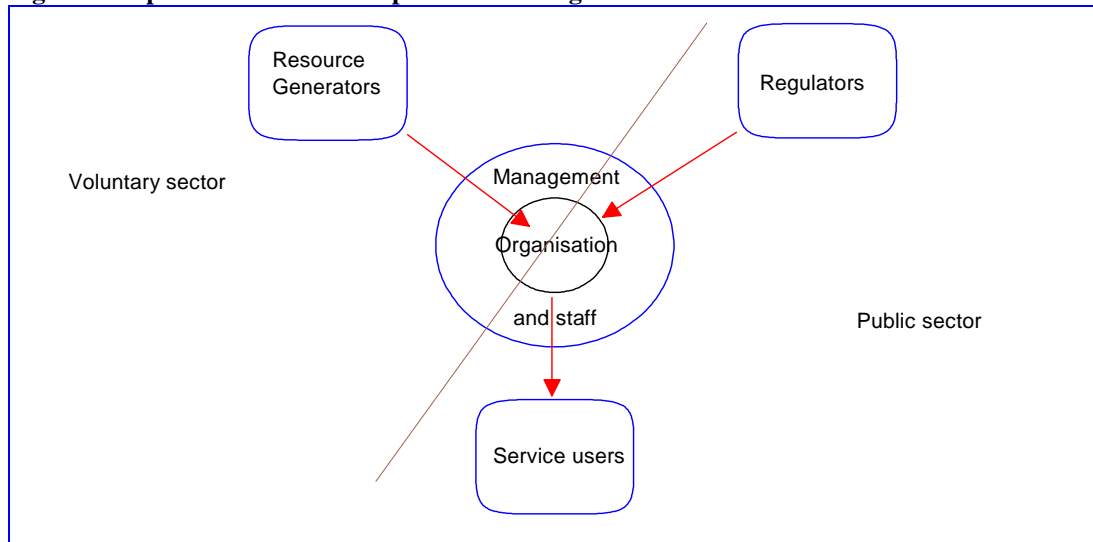 Resource
Generators
Regulators
Voluntary sector
Management
Organisation
and staff
Public sector
Service users